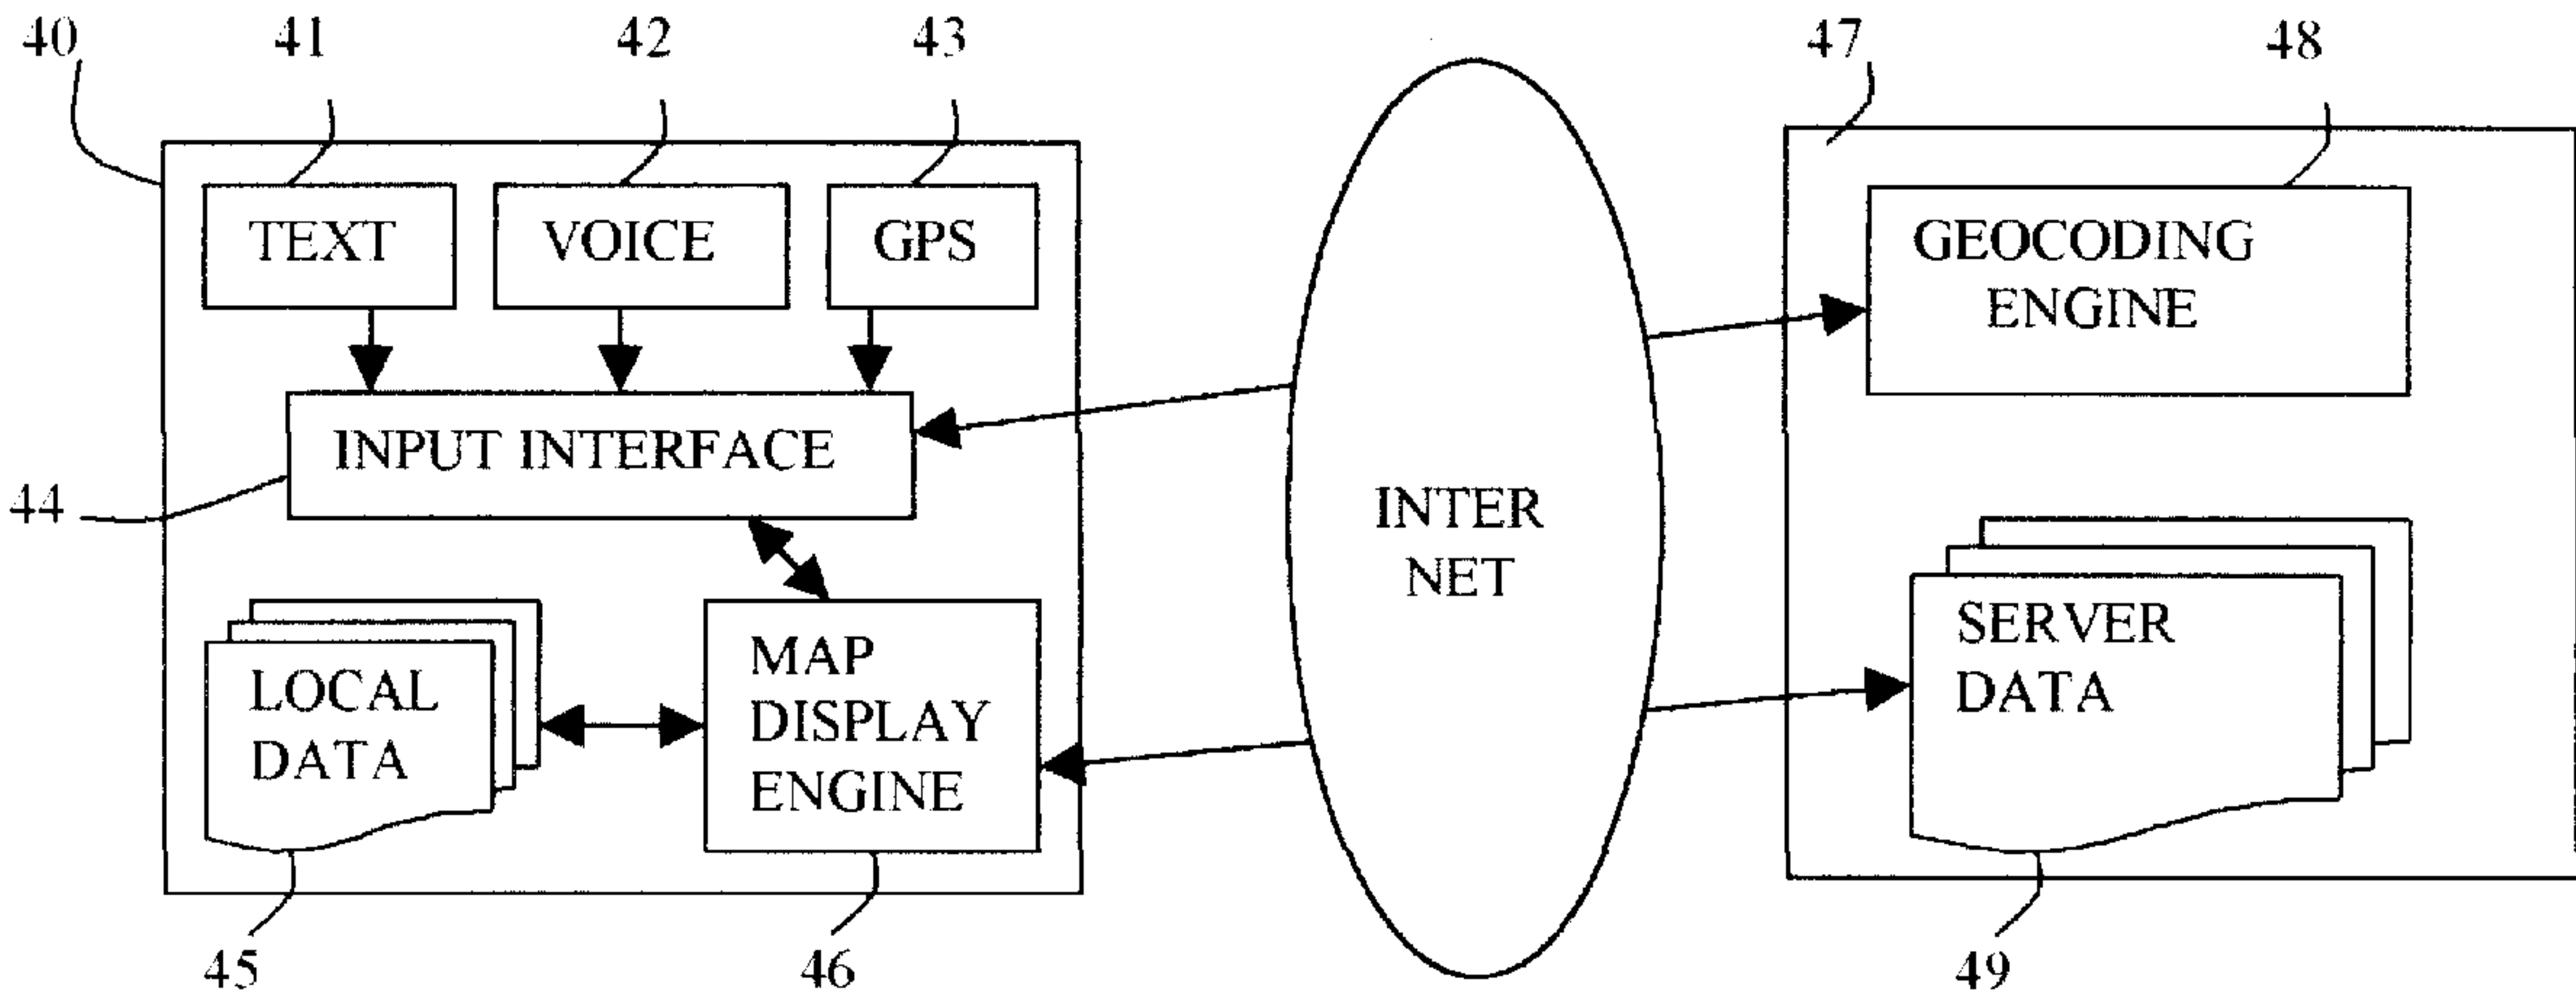 40
41
42
43
47
48
TEXT
VOICE
GPS
GEOCODING
ENGINE
INPUT INTERFACE
44
INTER
NET
LOCAL
DATA
MAP
DISPLAY
ENGINE
SERVER
DATA
45
46
49